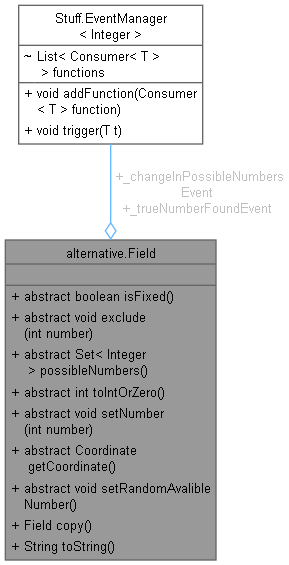 Stuff.EventManager
< Integer >
~ List< Consumer< T >
> functions
+ void addFunction(Consumer
< T > function)
+ void trigger(T t)
+_changeInPossibleNumbers
Event
+_trueNumberFoundEvent
alternative.Field
+ abstract boolean isFixed()
+ abstract void exclude
(int number)
+ abstract Set< Integer
> possibleNumbers()
+ abstract int toIntOrZero()
+ abstract void setNumber
(int number)
+ abstract Coordinate
getCoordinate()
+ abstract void setRandomAvalible
Number()
+ Field copy()
+ String toString()